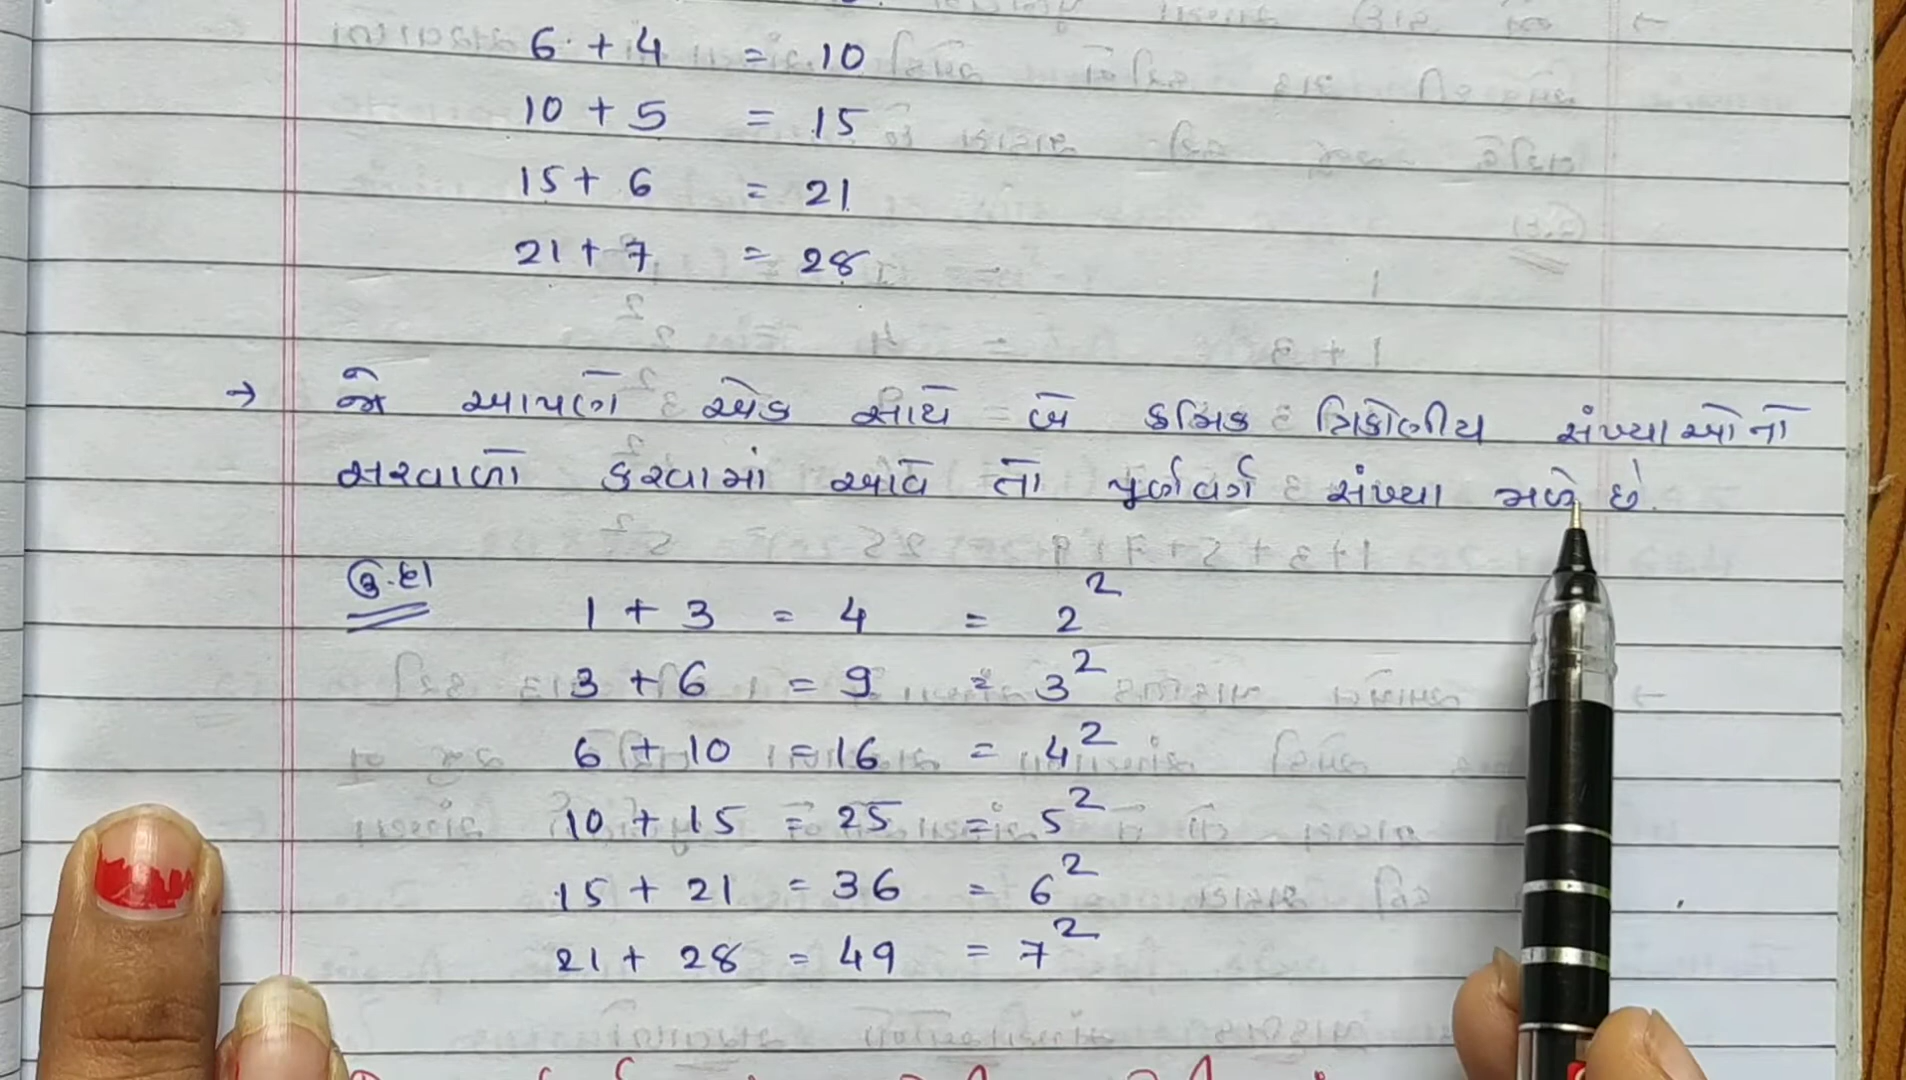 6 + 4 = 10
10 + 5 = 15
15 + 6 = 21
21 + 7 = 28
→ જો આપણે એક સાથે બે ક્રમિક ત્રિકોણીય સંખ્યાઓનો
સરવાળો કરવામાં આવે તો પૂર્ણવર્ગ સંખ્યા મળે છે.
ઉ.દા
1 + 3 = 4 = 2²
3 + 6 = 9 = 3²
6 + 10 = 16 = 4²
10 + 15 = 25 = 5²
15 + 21 = 36 = 6²
21 + 28 = 49 = 7²